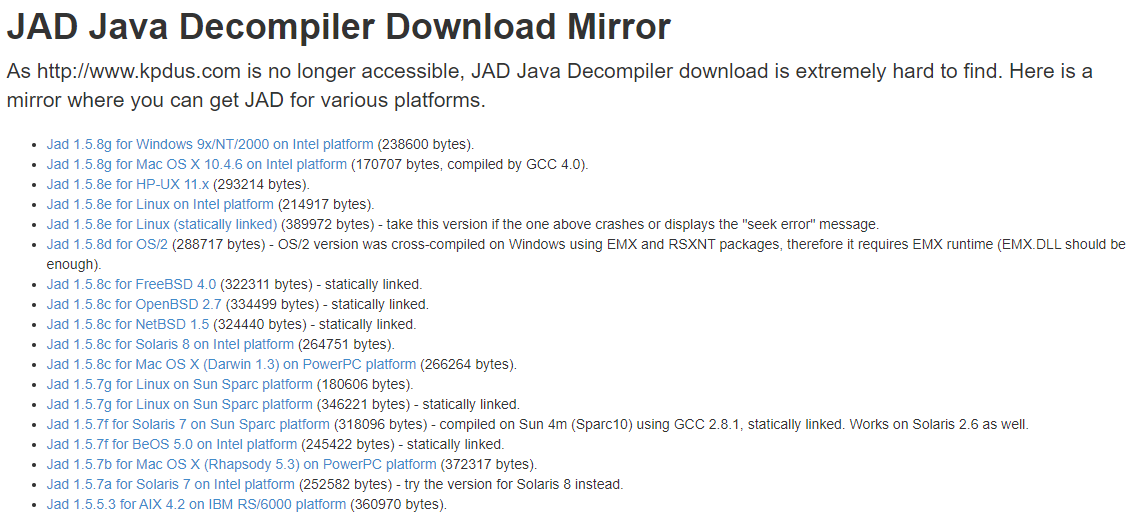 JAD Java Decompiler Download Mirror
As http://www.kpdus.com is no longer accessible, JAD Java Decompiler download is extremely hard to find. Here is a
mirror where you can get JAD for various platforms.
Jad 1.5.8g for Windows 9x/NT/2000 on Intel platform (238600 bytes).
Jad 1.5.8g for Mac OS X 10.4.6 on Intel platform (170707 bytes, compiled by GCC 4.0).
Jad 1.5.8e for HP-UX 11.x (293214 bytes).
Jad 1.5.8e for Linux on Intel platform (214917 bytes).
Jad 1.5.8e for Linux (statically linked) (389972 bytes) - take this version if the one above crashes or displays the "seek error" message.
Jad 1.5.8d for OS/2 (288717 bytes) - OS/2 version was cross-compiled on Windows using EMX and RSXNT packages, therefore it requires EMX runtime (EMX.DLL should be
enough).
Jad 1.5.8c for FreeBSD 4.0 (322311 bytes) - statically linked.
Jad 1.5.8c for OpenBSD 2.7 (334499 bytes) - statically linked.
Jad 1.5.8c for NetBSD 1.5 (324440 bytes) - statically linked.
Jad 1.5.8c for Solaris 8 on Intel platform (264751 bytes).
Jad 1.5.8c for Mac OS X (Darwin 1.3) on PowerPC platform (266264 bytes).
Jad 1.5.7g for Linux on Sun Sparc platform (180606 bytes).
Jad 1.5.7g for Linux on Sun Sparc platform (346221 bytes) - statically linked.
Jad 1.5.7f for Solaris 7 on Sun Sparc platform (318096 bytes) - compiled on Sun 4m (Sparc10) using GCC 2.8.1, statically linked. Works on Solaris 2.6 as well.
Jad 1.5.7f for BeOS 5.0 on Intel platform (245422 bytes) - statically linked.
Jad 1.5.7b for Mac OS X (Rhapsody 5.3) on PowerPC platform (372317 bytes).
Jad 1.5.7a for Solaris 7 on Intel platform (252582 bytes) - try the version for Solaris 8 instead.
Jad 1.5.5.3 for AIX 4.2 on IBM RS/6000 platform (360970 bytes).